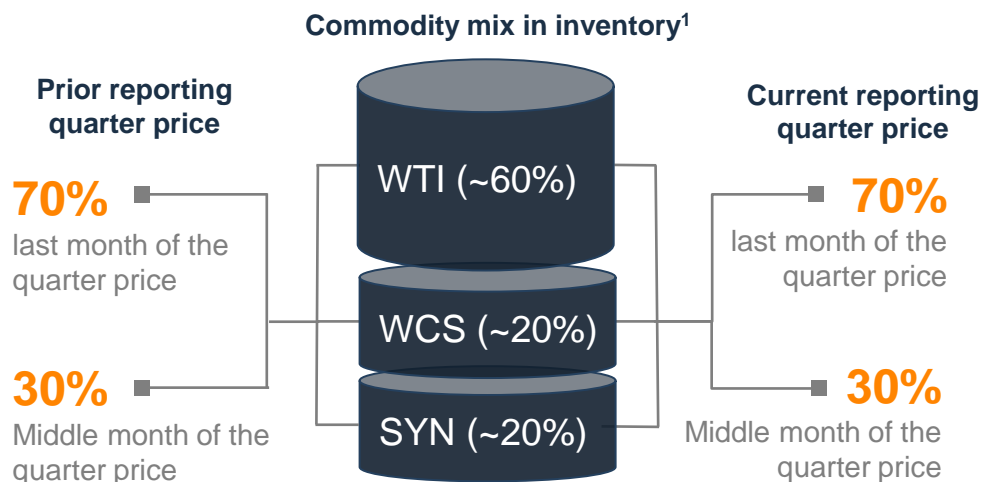 Commodity mix in inventory1
Prior reporting
quarter price
70%
last month of the
quarter price
30%
Middle month of the
quarter price
WTI (~60%)
WCS (~20%)
SYN (~20%)
Current reporting
quarter price
70%
last month of the
quarter price
30%
Middle month of the
quarter price